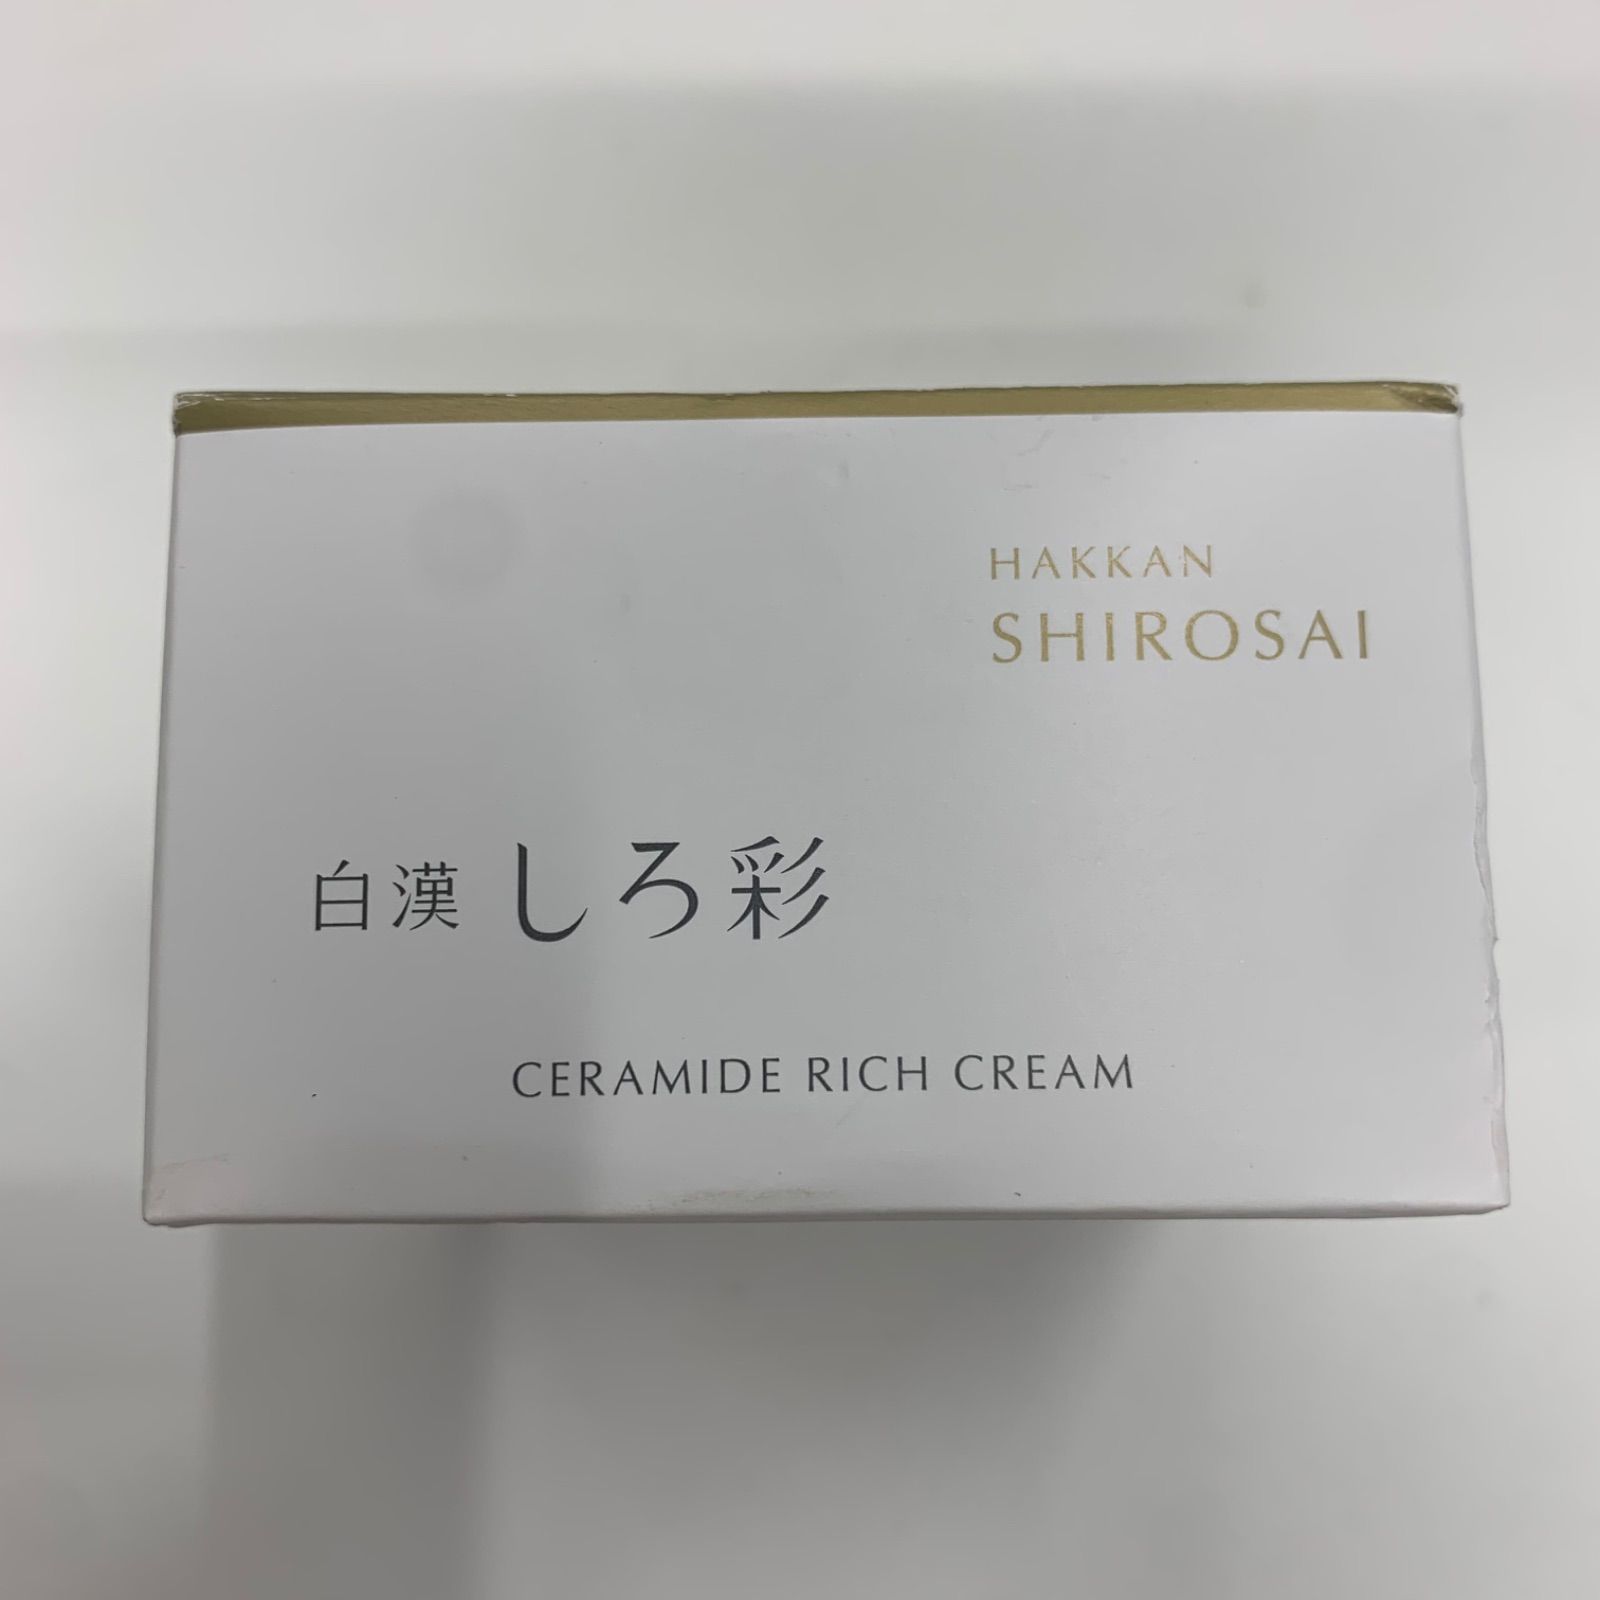 HAKKAN
SHIROSAI
白漢 しろ彩
CERAMIDE RICH CREAM